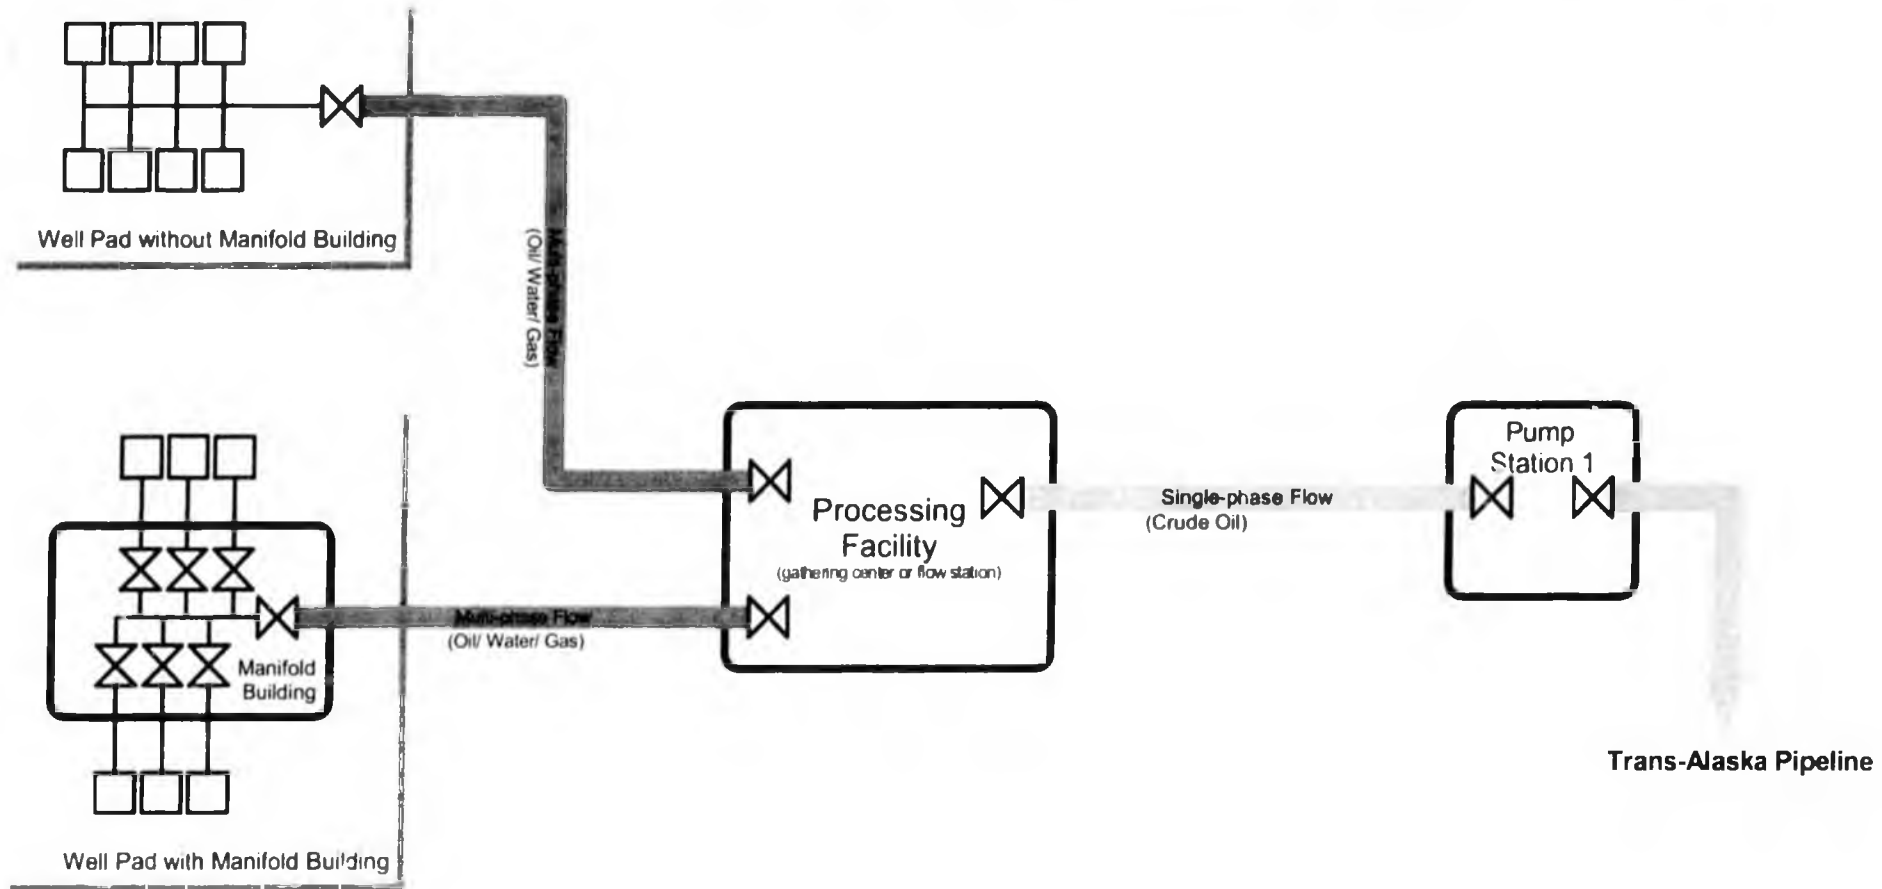 Well Pad without Manifold Building
Multi-phase Flow
(Oil/ Water/ Gas)
Pump
Station 1
Single-phase Flow
(Crude Oil)
Processing
Facility
(gathering center or flow station)
Multi-phase Flow
(Oil/ Water/ Gas)
Manifold
Building
Trans-Alaska Pipeline
Well Pad with Manifold Building